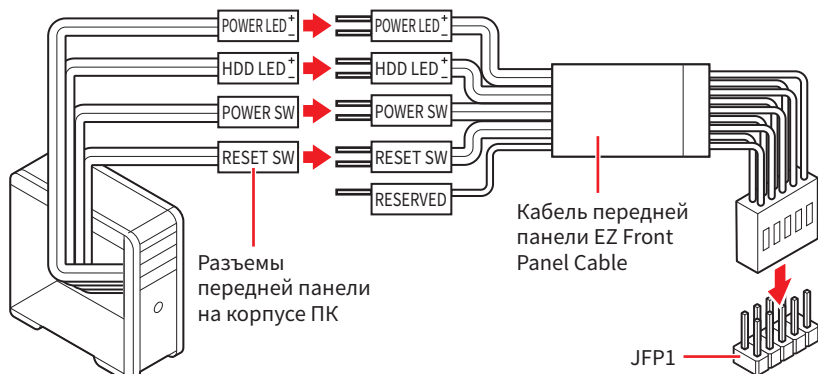 POWER LED + −
POWER LED + −
HDD LED + −
HDD LED + −
POWER SW
POWER SW
RESET SW
RESET SW
RESERVED
Разъемы
передней панели
на корпусе ПК
Кабель передней
панели EZ Front
Panel Cable
JFP1